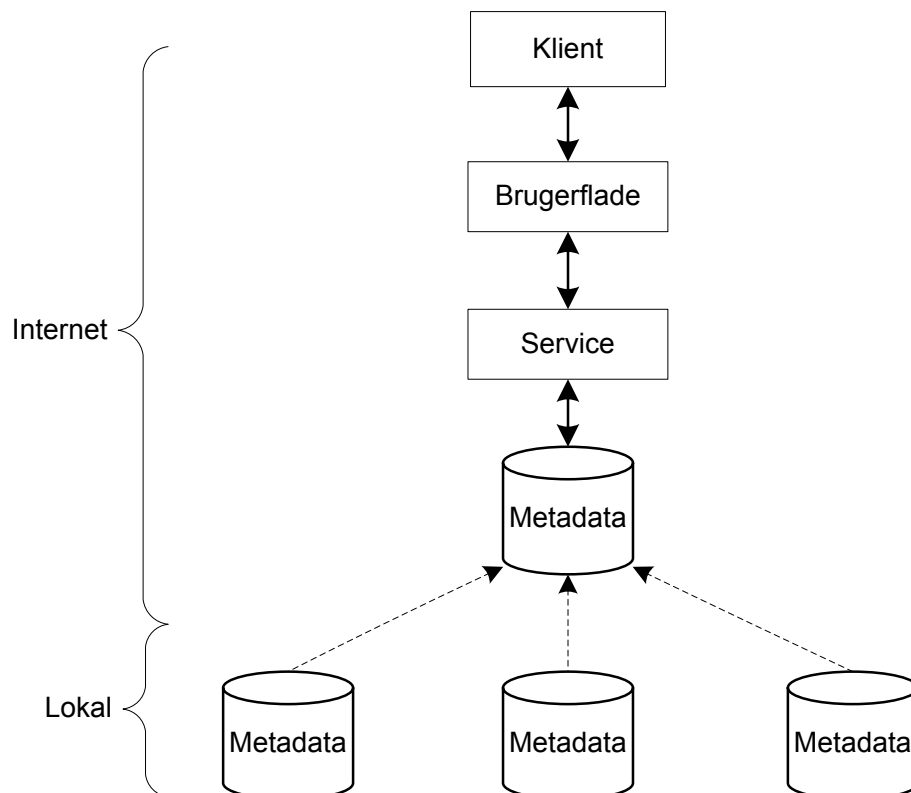 Klient
Brugerflade
Internet
Service
Metadata
Lokal
Metadata
Metadata
Metadata